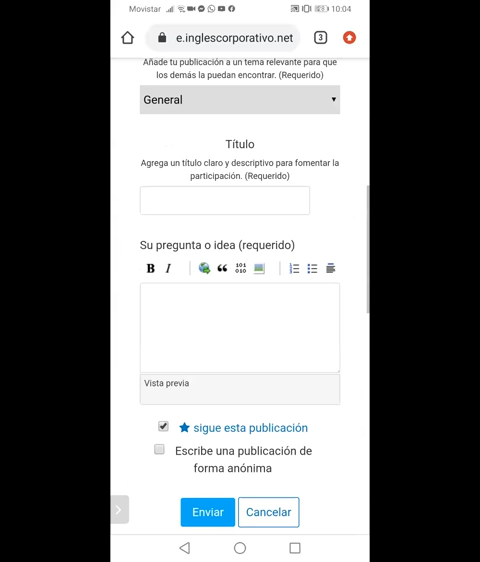 Movistar 10:04
e.inglescorporativo.net 3
Añade tu publicación a un tema relevante para que
los demás la puedan encontrar. (Requerido)
General
Título
Agrega un título claro y descriptivo para fomentar la
participación. (Requerido)
Su pregunta o idea (requerido)
B I 101
010
Vista previa
sigue esta publicación
Escribe una publicación de
forma anónima
Enviar Cancelar